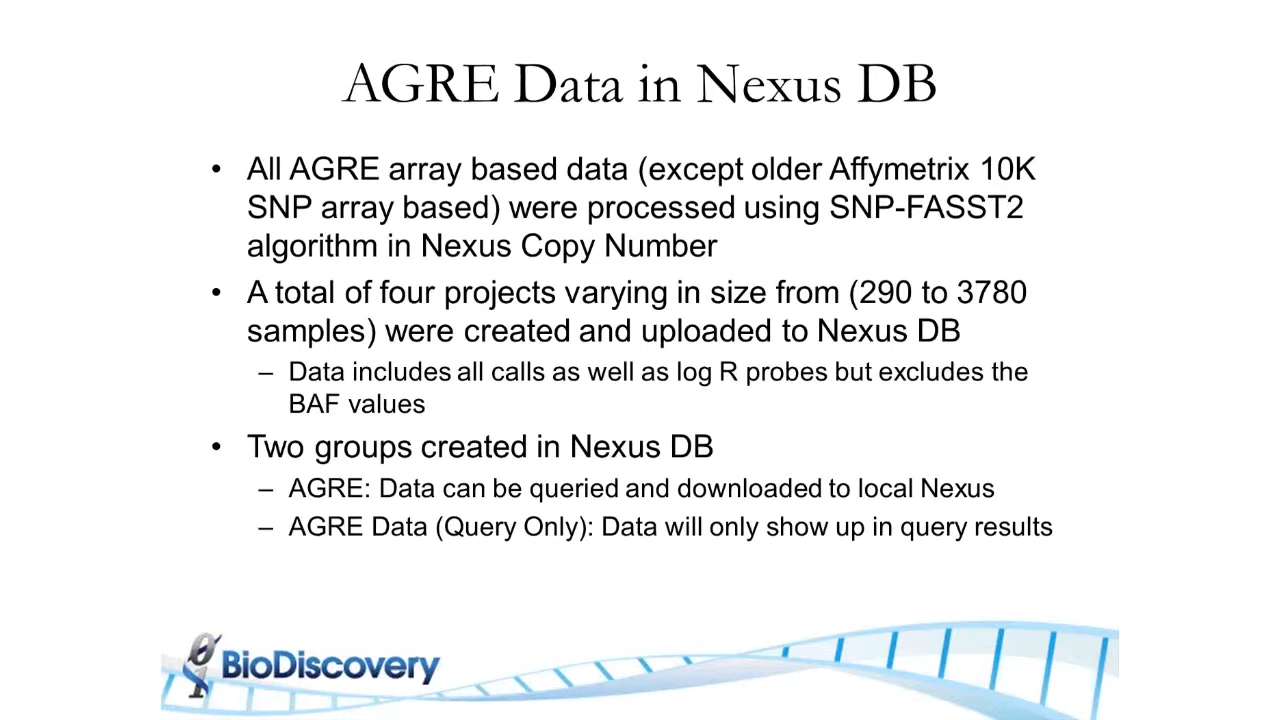 AGRE Data in Nexus DB
• All AGRE array based data (except older Affymetrix 10K
SNP array based) were processed using SNP-FASST2
algorithm in Nexus Copy Number
• A total of four projects varying in size from (290 to 3780
samples) were created and uploaded to Nexus DB
– Data includes all calls as well as log R probes but excludes the
BAF values
• Two groups created in Nexus DB
– AGRE: Data can be queried and downloaded to local Nexus
– AGRE Data (Query Only): Data will only show up in query results
BioDiscovery